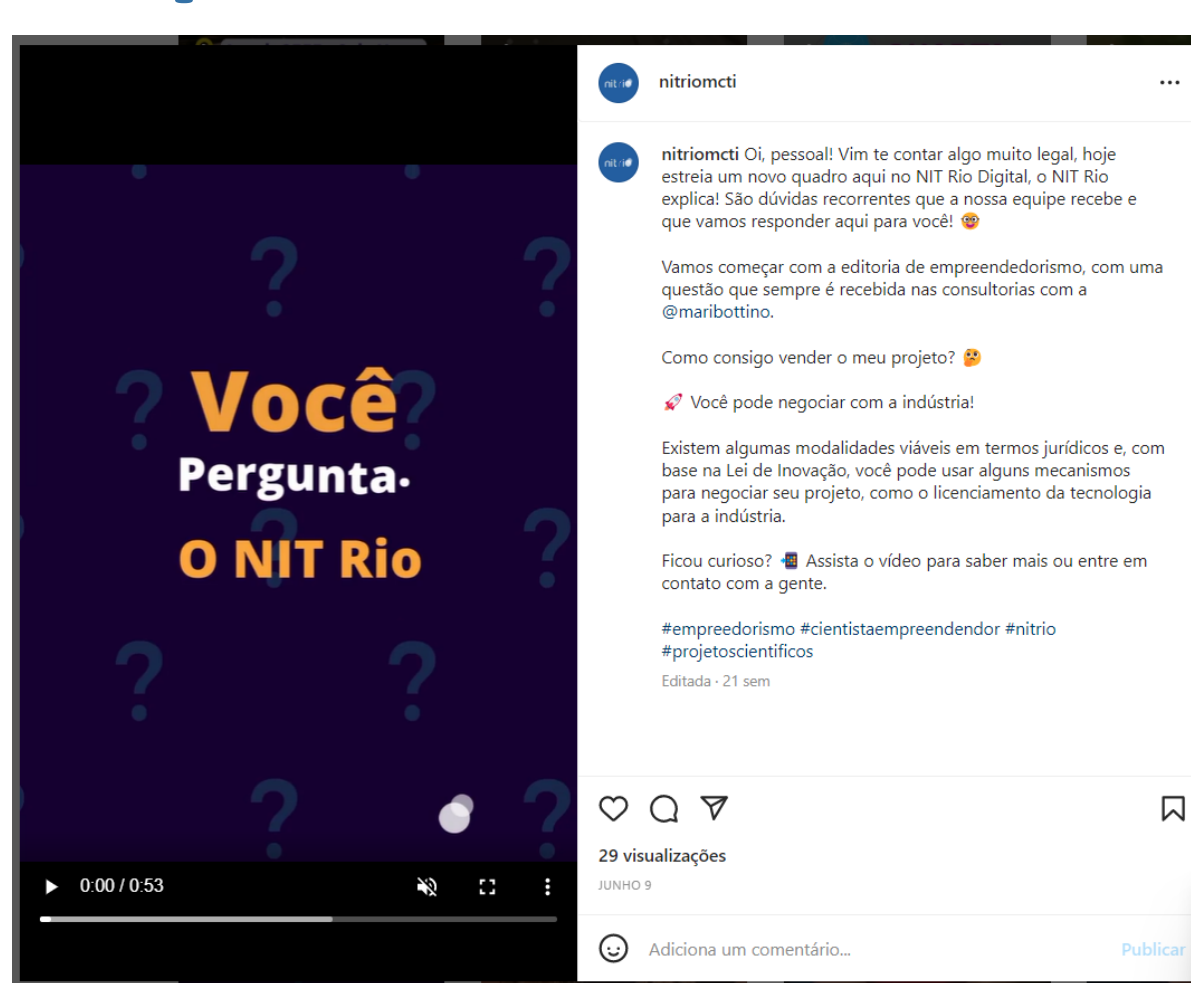 Você
Pergunta.
O NIT Rio
0:00 / 0:53
nitrio
nitriomcti
nitrio
nitriomcti Oi, pessoal! Vim te contar algo muito legal, hoje
estreia um novo quadro aqui no NIT Rio Digital, o NIT Rio
explica! São dúvidas recorrentes que a nossa equipe recebe e
que vamos responder aqui para você! 🤓
Vamos começar com a editoria de empreendedorismo, com uma
questão que sempre é recebida nas consultorias com a
@maribottino.
Como consigo vender o meu projeto? 🤔
🚀 Você pode negociar com a indústria!
Existem algumas modalidades viáveis em termos jurídicos e, com
base na Lei de Inovação, você pode usar alguns mecanismos
para negociar seu projeto, como o licenciamento da tecnologia
para a indústria.
Ficou curioso? 📲 Assista o vídeo para saber mais ou entre em
contato com a gente.
#empreedorismo #cientistaempreendendor #nitrio
#projetoscientificos
Editada · 21 sem
29 visualizações
JUNHO 9
Adiciona um comentário... Publicar